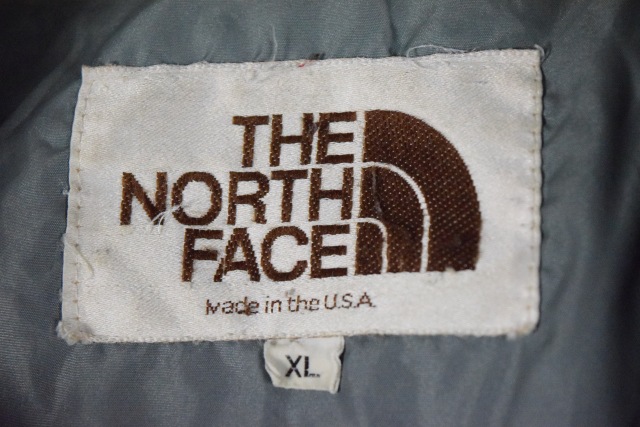 THE
NORTH
FACE
Made in the U.S.A.
XL